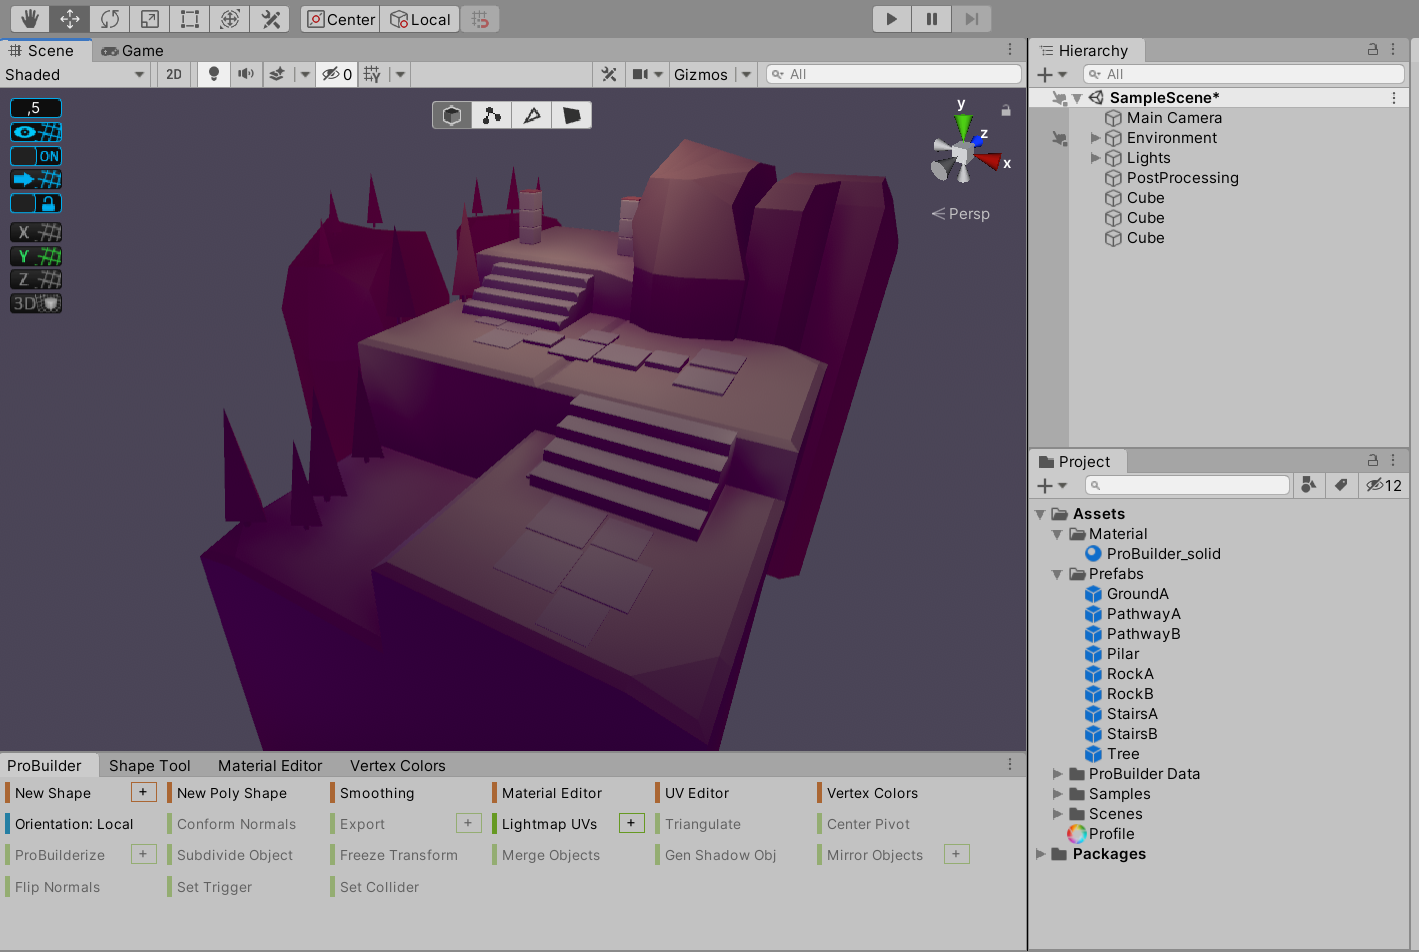 Center Local
Scene Game
Shaded 2D 0 Gizmos All
,5
ON
X
Y
Z
3D
y
z
x
Persp
Hierarchy
All
SampleScene*
Main Camera
Environment
Lights
PostProcessing
Cube
Cube
Cube
Project
12
Assets
Material
ProBuilder_solid
Prefabs
GroundA
PathwayA
PathwayB
Pilar
RockA
RockB
StairsA
StairsB
Tree
ProBuilder Data
Samples
Scenes
Profile
Packages
ProBuilder Shape Tool Material Editor Vertex Colors
New Shape + New Poly Shape Smoothing Material Editor UV Editor Vertex Colors
Orientation: Local Conform Normals Export + Lightmap UVs + Triangulate Center Pivot
ProBuilderize + Subdivide Object Freeze Transform Merge Objects Gen Shadow Obj Mirror Objects +
Flip Normals Set Trigger Set Collider